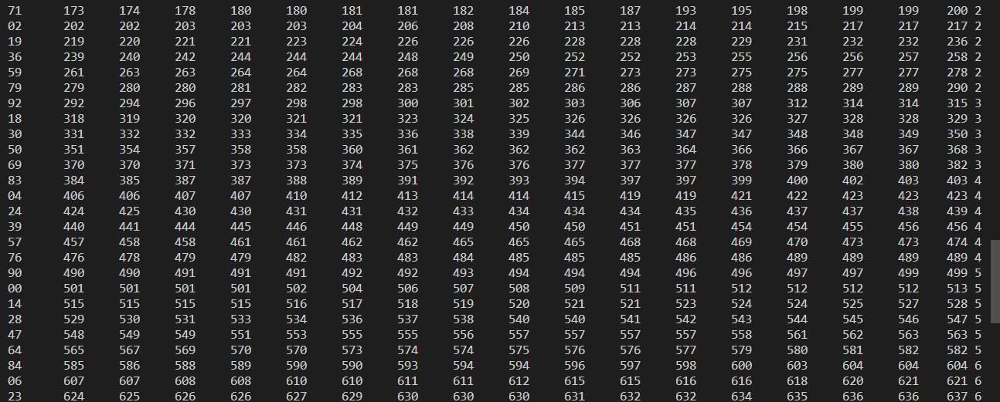 71 173 174 178 180 180 181 181 182 184 185 187 193 195 198 199 199 200 2
02 202 202 203 203 203 204 206 208 210 213 213 214 214 215 217 217 217 2
19 219 220 221 221 223 224 226 226 226 228 228 228 229 231 232 232 236 2
36 239 240 242 244 244 244 248 249 250 252 252 253 255 256 256 257 258 2
59 261 263 263 264 264 268 268 268 269 271 273 273 275 275 277 277 278 2
79 279 280 280 281 282 283 283 285 285 286 286 287 288 288 289 289 290 2
92 292 294 296 297 298 298 300 301 302 303 306 307 307 312 314 314 315 3
18 318 319 320 320 321 321 323 324 325 326 326 326 326 327 328 328 329 3
30 331 332 332 333 334 335 336 338 339 344 346 347 347 348 348 349 350 3
50 351 354 357 358 358 360 361 362 362 362 363 364 366 366 367 367 368 3
69 370 370 371 373 373 374 375 376 376 377 377 377 378 379 380 380 382 3
83 384 385 387 387 388 389 391 392 393 394 397 397 399 400 402 403 403 4
04 406 406 407 407 410 412 413 414 414 415 419 419 421 422 423 423 423 4
24 424 425 430 430 431 431 432 433 434 434 434 435 436 437 437 438 439 4
39 440 441 444 445 446 448 449 449 450 450 451 451 454 454 455 456 456 4
57 457 458 458 461 461 462 462 465 465 465 468 468 469 470 473 473 474 4
76 476 478 479 479 482 483 483 484 485 485 485 486 486 489 489 489 489 4
90 490 490 491 491 491 492 492 493 494 494 494 496 496 497 497 499 499 5
00 501 501 501 501 502 504 506 507 508 509 511 511 512 512 512 512 513 5
14 515 515 515 515 516 517 518 519 520 521 521 523 524 524 525 527 528 5
28 529 530 531 533 534 536 537 538 540 540 541 542 543 544 545 546 547 5
47 548 549 549 551 553 555 555 556 557 557 557 557 558 561 562 563 563 5
64 565 567 569 570 570 573 574 574 575 576 576 577 579 580 581 582 582 5
84 585 586 588 589 590 590 593 594 594 596 597 598 600 603 604 604 604 6
06 607 607 608 608 610 610 611 611 612 615 615 616 616 618 620 621 621 6
23 624 625 626 626 627 629 630 630 630 631 632 632 634 635 636 636 637 6